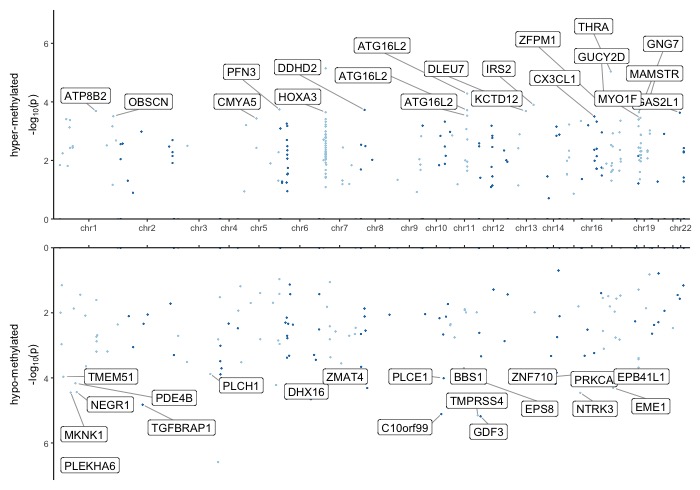 THRA
ZFPM1
GNG7
ATG16L2
GUCY2D
PFN3
DDHD2
DLEU7
IRS2
MAMSTR
ATG16L2
CX3CL1
ATP8B2
OBSCN
CMYA5
HOXA3
ATG16L2
KCTD12
MYO1F
GAS2L1
hyper-methylated
-log10(p)
6
4
2
0
chr1 chr2 chr3 chr4 chr5 chr6 chr7 chr8 chr9 chr10 chr11 chr12 chr13 chr14 chr16 chr19 chr22
hypo-methylated
-log10(p)
0
2
4
6
TMEM51
PDE4B
NEGR1
TGFBRAP1
MKNK1
PLEKHA6
PLCH1
DHX16
ZMAT4
PLCE1
BBS1
ZNF710
PRKCA
EPB41L1
TMPRSS4
EPS8
NTRK3
EME1
C10orf99
GDF3